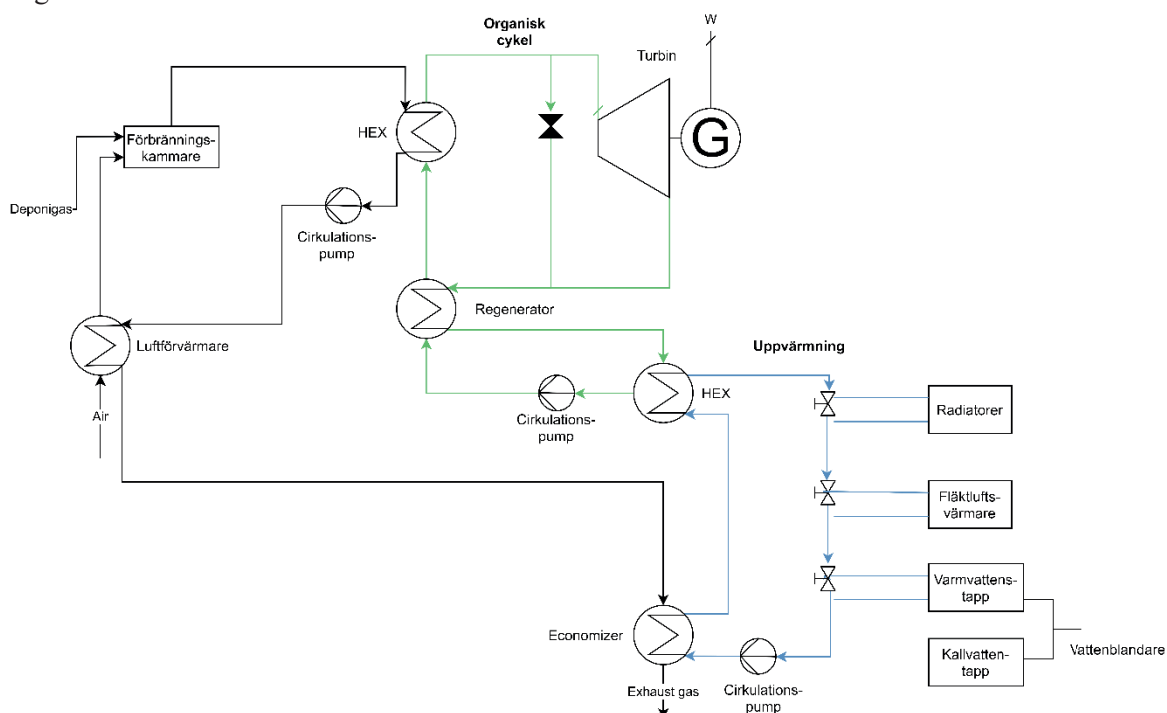 Organisk
cykel
W
Turbin
HEX
Förbrännings-
kammare
G
Deponigas
Cirkulations-
pump
Regenerator
Luftförvärmare
Uppvärmning
HEX
Air
Cirkulations-
pump
Radiatorer
Fläktlufts-
värmare
Varmvattens-
tapp
Economizer
Vattenblandare
Kallvatten-
tapp
Exhaust gas
Cirkulations-
pump